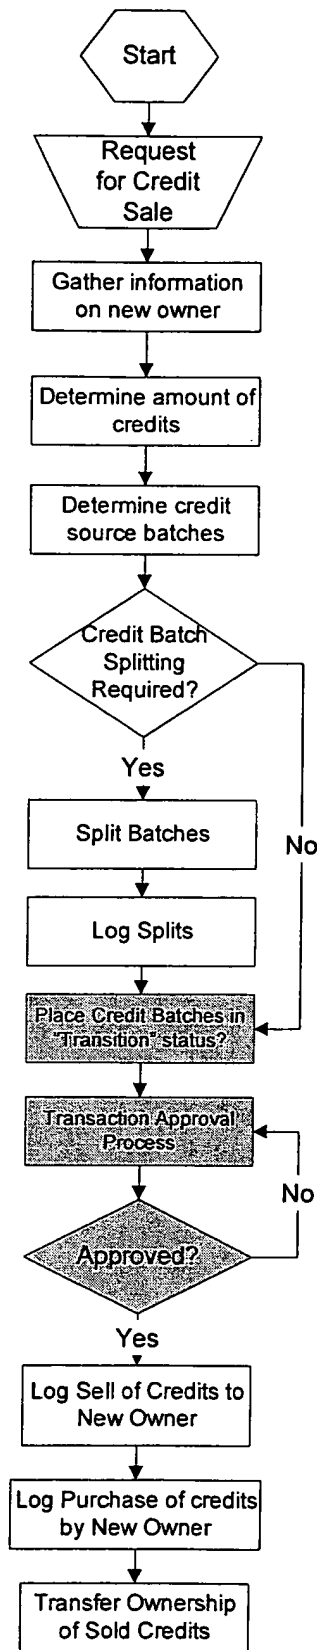 Start
Request
for Credit
Sale
Gather information
on new owner
Determine amount of
credits
Determine credit
source batches
Credit Batch
Splitting
Required?
Yes
No
Split Batches
Log Splits
Place Credit Batches in
"Transition" status?
Transaction Approval
Process
No
Approved?
Yes
Log Sell of Credits to
New Owner
Log Purchase of credits
by New Owner
Transfer Ownership
of Sold Credits